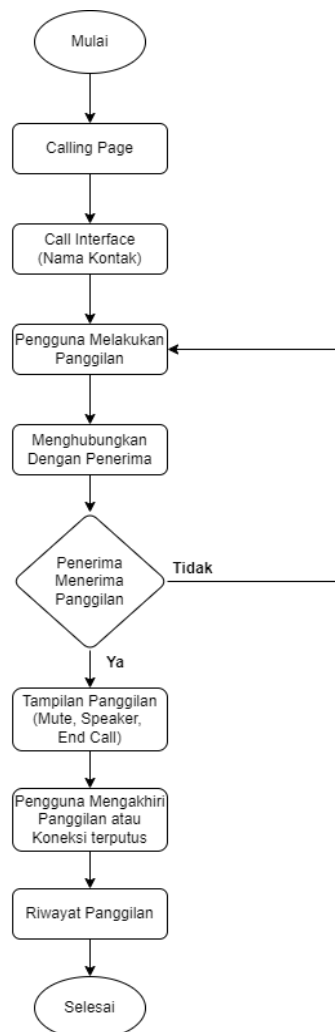 Mulai
Calling Page
Call Interface
(Nama Kontak)
Pengguna Melakukan
Panggilan
Menghubungkan
Dengan Penerima
Penerima
Menerima
Panggilan
Tidak
Ya
Tampilan Panggilan
(Mute, Speaker,
End Call)
Pengguna Mengakhiri
Panggilan atau
Koneksi terputus
Riwayat Panggilan
Selesai